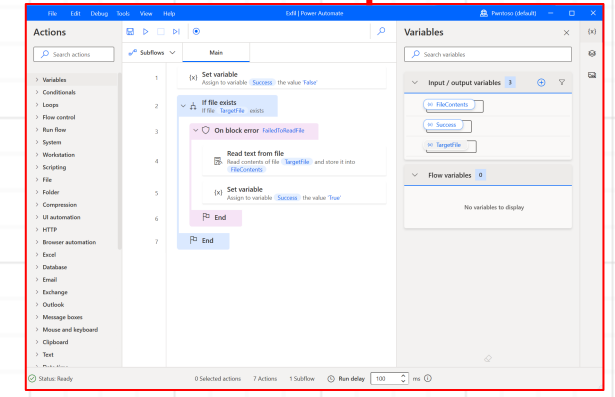 File Edit Debug Tools View Help Exfil | Power Automate Pwntoso (default)
Actions
Search actions
Variables
Conditionals
Loops
Flow control
Run flow
System
Workstation
Scripting
File
Folder
Compression
UI automation
HTTP
Browser automation
Excel
Database
Email
Exchange
Outlook
Message boxes
Mouse and keyboard
Clipboard
Text
Subflows Main
1 {x} Set variable
Assign to variable Success the value 'False'
2 If file exists
If file TargetFile exists
3 On block error FailedToReadFile
4 Read text from file
Read contents of file TargetFile and store it into
FileContents
5 {x} Set variable
Assign to variable Success the value 'True'
6 End
7 End
Variables {x}
Search variables
Input / output variables 3
(x) FileContents
(x) Success
(x) TargetFile
Flow variables 0
No variables to display
Status: Ready 0 Selected actions 7 Actions 1 Subflow Run delay 100 ms